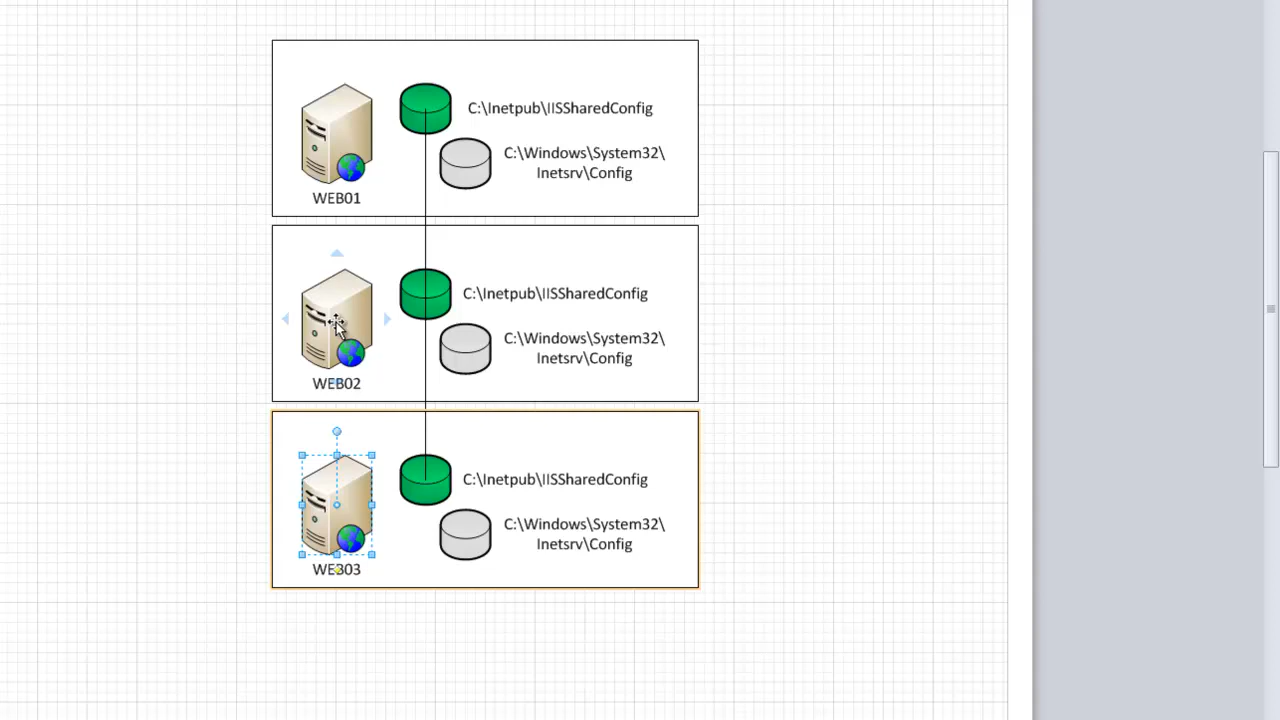 C:\Inetpub\IISSharedConfig
C:\Windows\System32\
Inetsrv\Config
WEB01
C:\Inetpub\IISSharedConfig
C:\Windows\System32\
Inetsrv\Config
WEB02
C:\Inetpub\IISSharedConfig
C:\Windows\System32\
Inetsrv\Config
WEB03